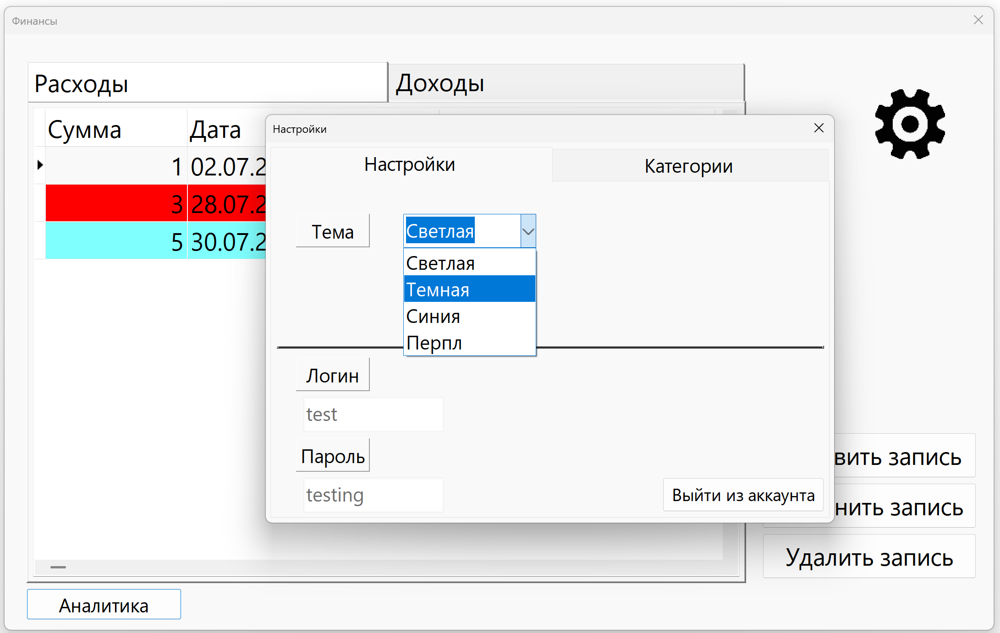 Финансы
Расходы
Доходы
Сумма
Дата
1 02.07.2
3 28.07.2
5 30.07.2
Настройки
Настройки
Категории
Тема
Светлая
Светлая
Темная
Синия
Перпл
Логин
test
Пароль
testing
Выйти из аккаунта
вить запись
нить запись
Удалить запись
Аналитика